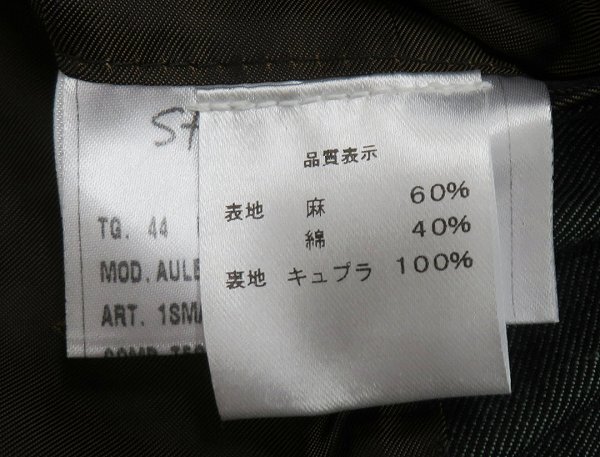 品質表示
表地 麻 60%
綿 40%
裏地 キュプラ 100%
TG. 44
MOD. AULE
ART. 1SMA